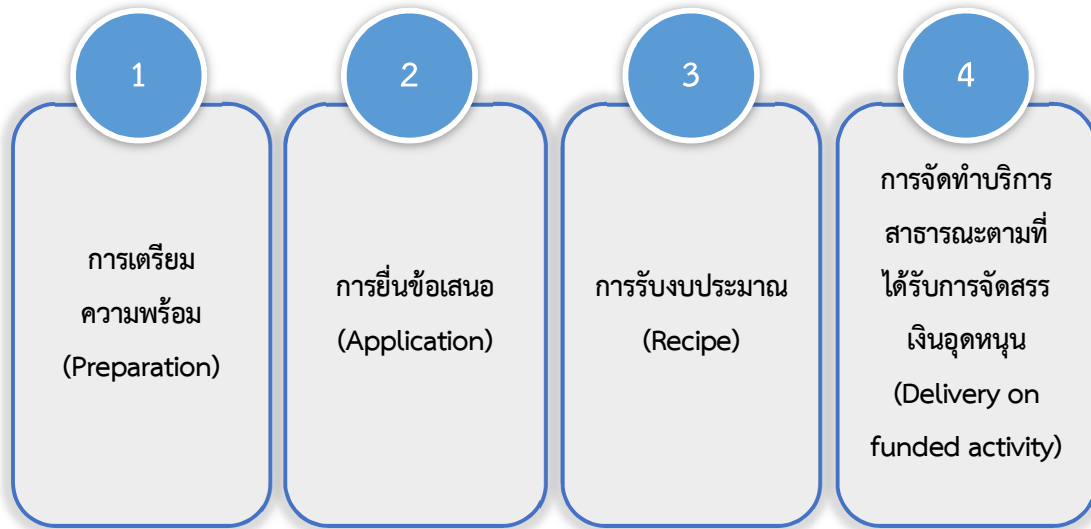 1
การเตรียม
ความพร้อม
(Preparation)
2
การยื่นข้อเสนอ
(Application)
3
การรับงบประมาณ
(Recipe)
4
การจัดทำบริการ
สาธารณะตามที่
ได้รับการจัดสรร
เงินอุดหนุน
(Delivery on
funded activity)